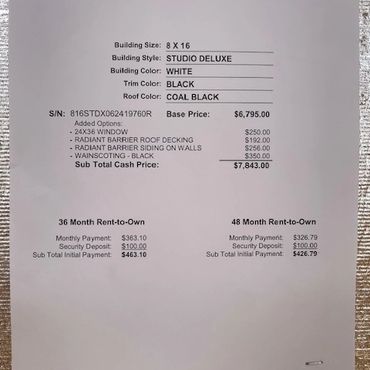 Building Size: 8 X 16
Building Style: STUDIO DELUXE
Building Color: WHITE
Trim Color: BLACK
Roof Color: COAL BLACK
S/N: 816STDX062419760R Base Price: $6,795.00
Added Options:
- 24X36 WINDOW $250.00
- RADIANT BARRIER ROOF DECKING $192.00
- RADIANT BARRIER SIDING ON WALLS $256.00
- WAINSCOTING - BLACK $350.00
Sub Total Cash Price: $7,843.00
36 Month Rent-to-Own 48 Month Rent-to-Own
Monthly Payment: $363.10 Monthly Payment: $326.79
Security Deposit: $100.00 Security Deposit: $100.00
Sub Total Initial Payment: $463.10 Sub Total Initial Payment: $426.79